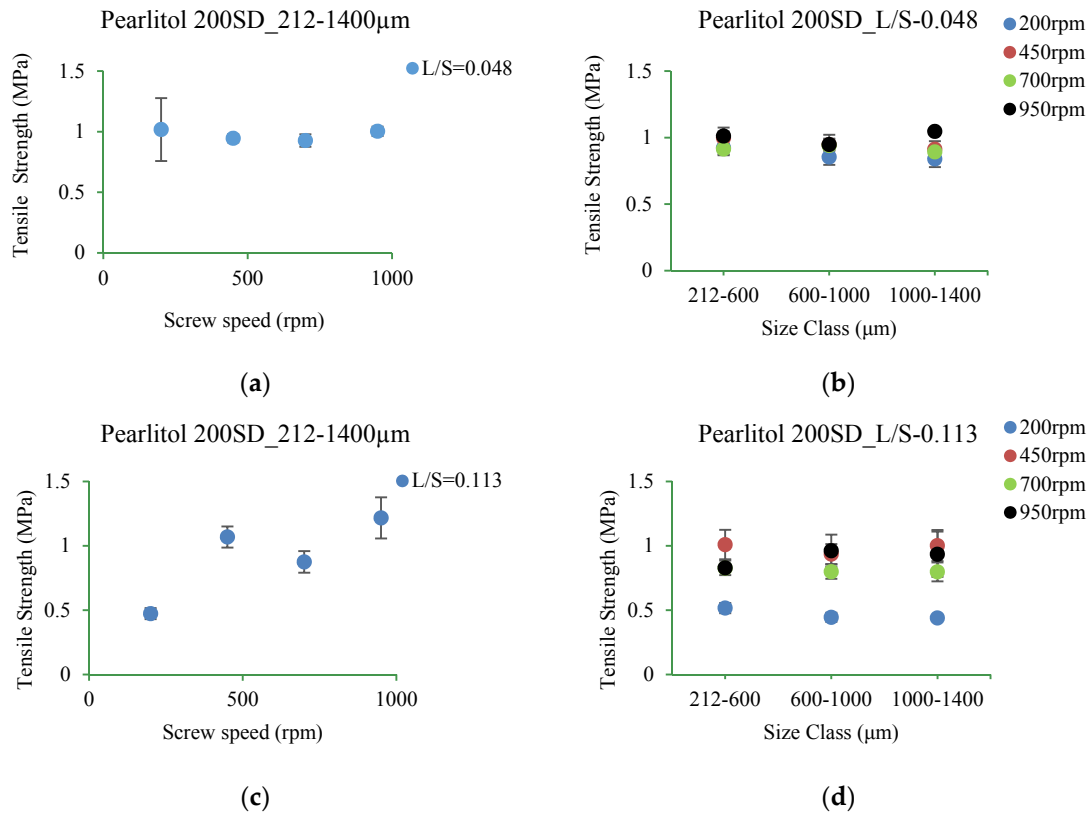 Pearlitol 200SD_212-1400µm
L/S=0.048
Tensile Strength (MPa)
1.5
1
0.5
0
0
500
1000
Screw speed (rpm)
(a)
Pearlitol 200SD_L/S-0.048
200rpm
450rpm
700rpm
950rpm
Tensile Strength (MPa)
1.5
1
0.5
0
212-600
600-1000
1000-1400
Size Class (µm)
(b)
Pearlitol 200SD_212-1400µm
L/S=0.113
Tensile Strength (MPa)
1.5
1
0.5
0
0
500
1000
Screw speed (rpm)
(c)
Pearlitol 200SD_L/S-0.113
200rpm
450rpm
700rpm
950rpm
Tensile Strength (MPa)
1.5
1
0.5
0
212-600
600-1000
1000-1400
Size Class (µm)
(d)